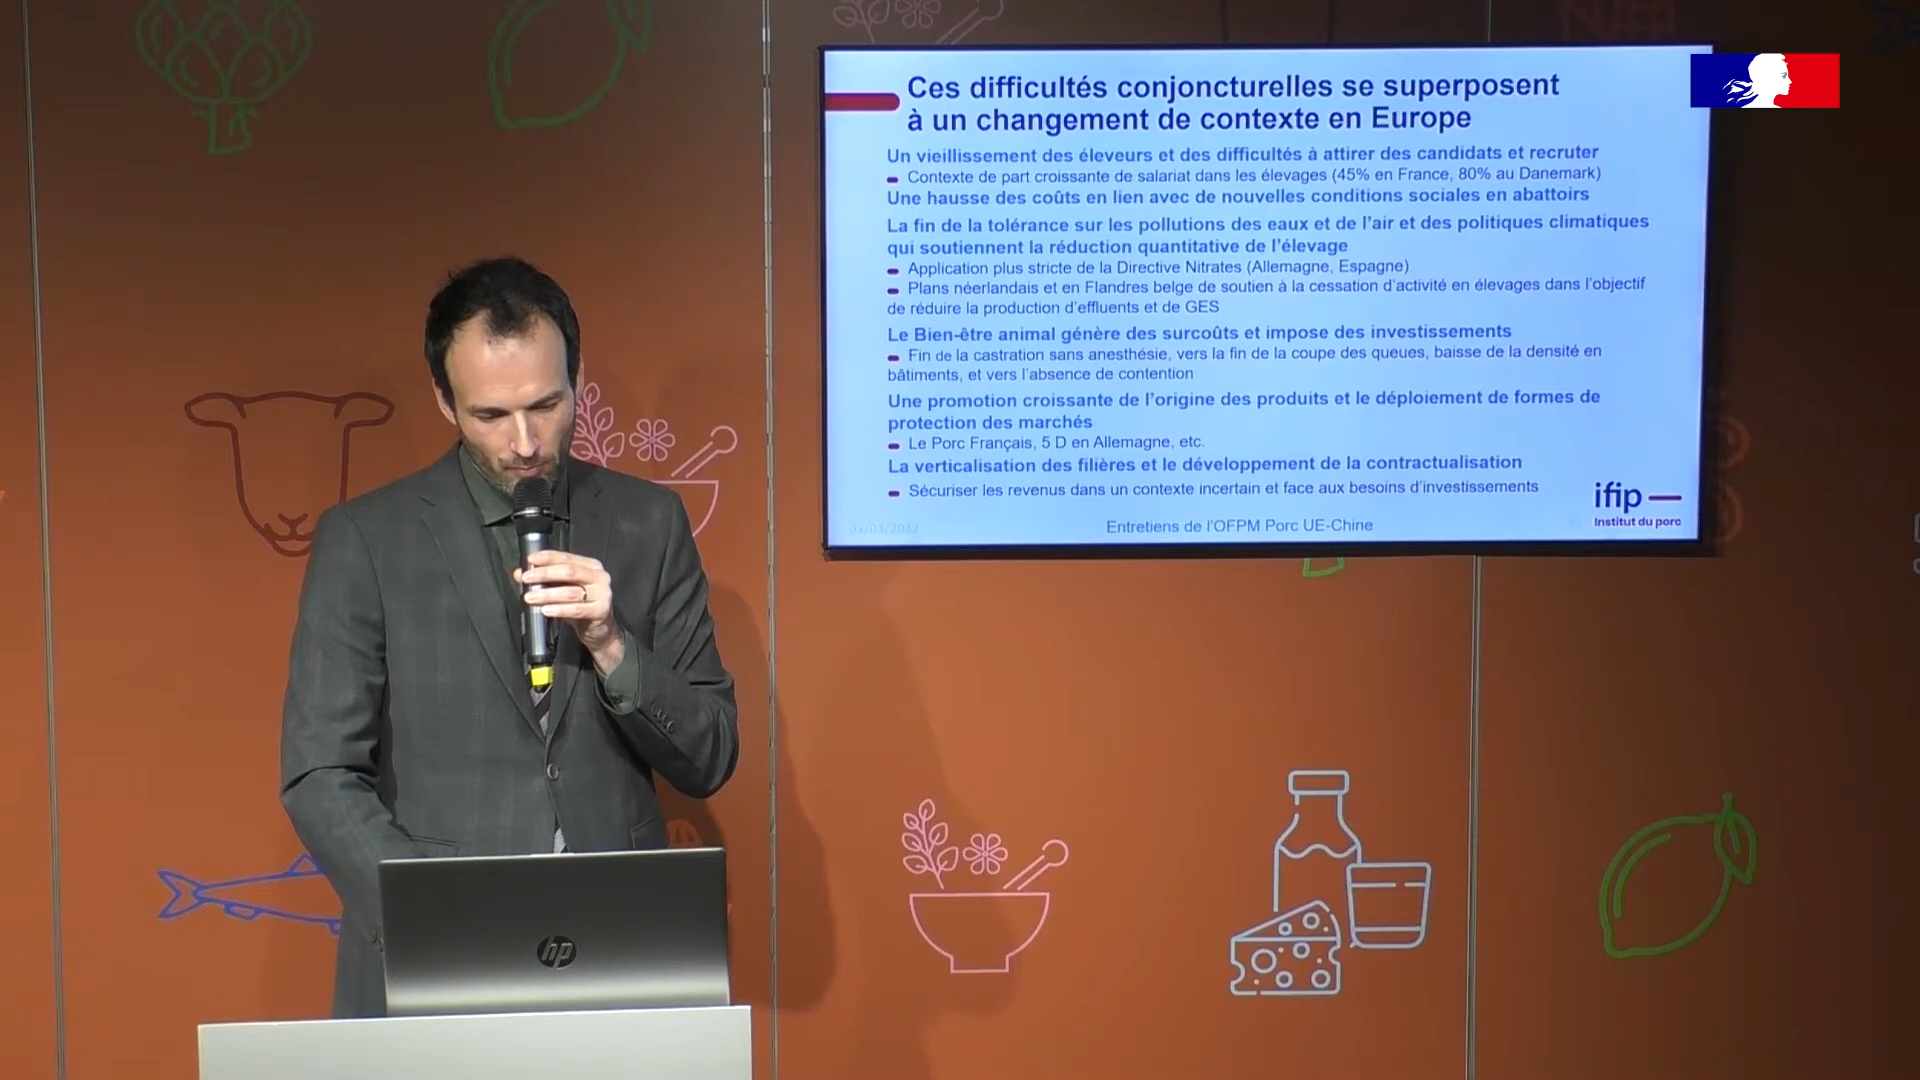 Ces difficultés conjoncturelles se superposent
à un changement de contexte en Europe
Un vieillissement des éleveurs et des difficultés à attirer des candidats et recruter
Contexte de part croissante de salariat dans les élevages (45% en France, 80% au Danemark)
Une hausse des coûts en lien avec de nouvelles conditions sociales en abattoirs
La fin de la tolérance sur les pollutions des eaux et de l'air et des politiques climatiques
qui soutiennent la réduction quantitative de l'élevage
Application plus stricte de la Directive Nitrates (Allemagne, Espagne)
Plans néerlandais et en Flandres belge de soutien à la cessation d'activité en élevages dans l'objectif
de réduire la production d'effluents et de GES
Le Bien-être animal génère des surcoûts et impose des investissements
Fin de la castration sans anesthésie, vers la fin de la coupe des queues, baisse de la densité en
bâtiments, et vers l'absence de contention
Une promotion croissante de l'origine des produits et le déploiement de formes de
protection des marchés
Le Porc Français, 5 D en Allemagne, etc.
La verticalisation des filières et le développement de la contractualisation
Sécuriser les revenus dans un contexte incertain et face aux besoins d'investissements
ifip
Institut du porc
Entretiens de l'OFPM Porc UE-Chine
hp